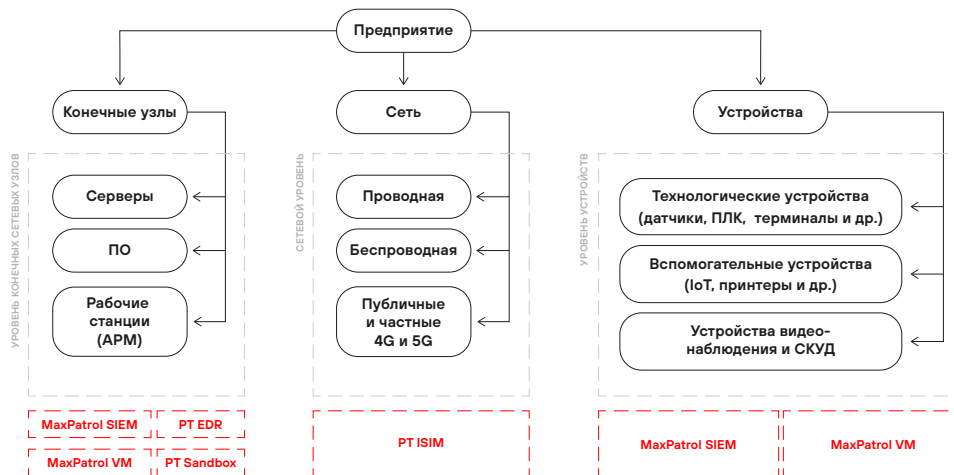 Предприятие
Конечные узлы
Сеть
Устройства
УРОВЕНЬ КОНЕЧНЫХ СЕТЕВЫХ УЗЛОВ
Серверы
ПО
Рабочие
станции
(АРМ)
СЕТЕВОЙ УРОВЕНЬ
Проводная
Беспроводная
Публичные
и частные
4G и 5G
УРОВЕНЬ УСТРОЙСТВ
Технологические устройства
(датчики, ПЛК, терминалы и др.)
Вспомогательные устройства
(IoT, принтеры и др.)
Устройства видео-
наблюдения и СКУД
MaxPatrol SIEM
PT EDR
MaxPatrol VM
PT Sandbox
PT ISIM
MaxPatrol SIEM
MaxPatrol VM